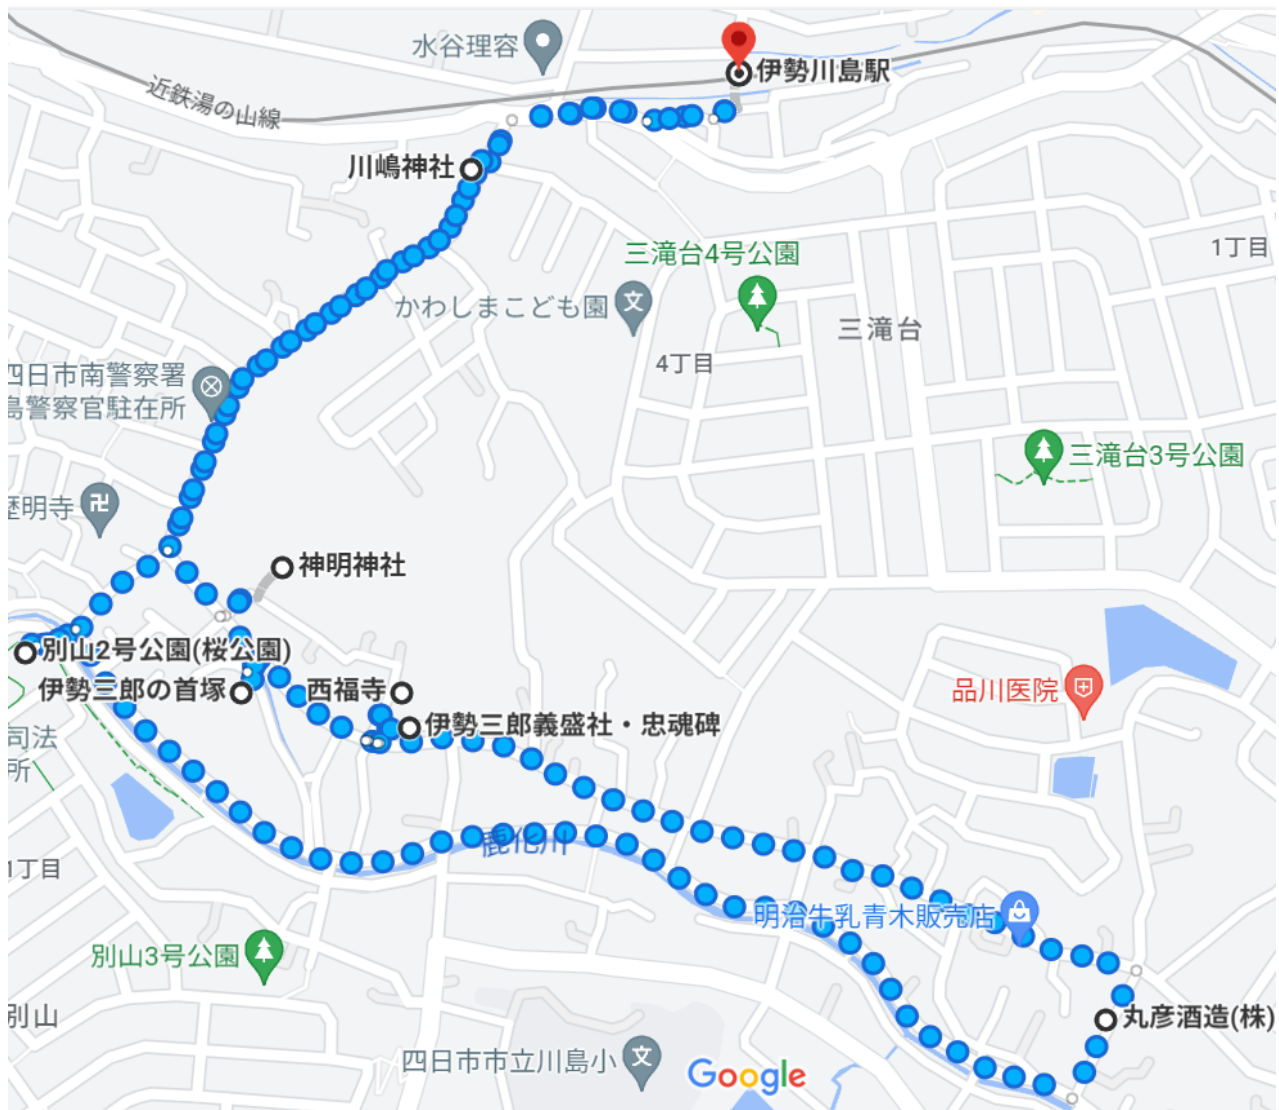 水谷理容
伊勢川島駅
近鉄湯の山線
川嶋神社
1丁目
三滝台4号公園
かわしまこども園
三滝台
4丁目
四日市南警察署
島警察官駐在所
三滝台3号公園
歴明寺
神明神社
別山2号公園(桜公園)
伊勢三郎の首塚
西福寺
品川医院
伊勢三郎義盛社・忠魂碑
司法
所
鹿化川
1丁目
明治牛乳青木販売店
別山3号公園
別山
丸彦酒造(株)
四日市市立川島小
Google